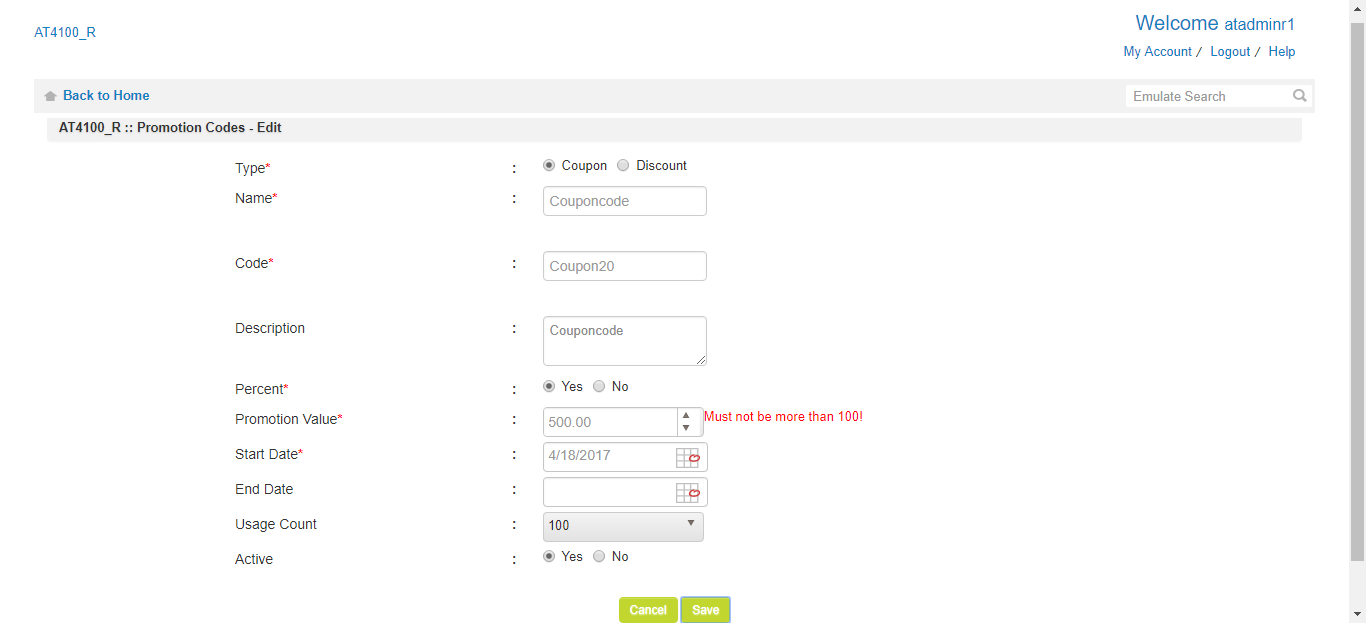 AT4100_R
Welcome atadminr1
My Account / Logout / Help
Back to Home
Emulate Search
AT4100_R :: Promotion Codes - Edit
Type* : Coupon Discount
Name* : Couponcode
Code* : Coupon20
Description : Couponcode
Percent* : Yes No
Promotion Value* : 500.00 Must not be more than 100!
Start Date* : 4/18/2017
End Date :
Usage Count : 100
Active : Yes No
Cancel Save